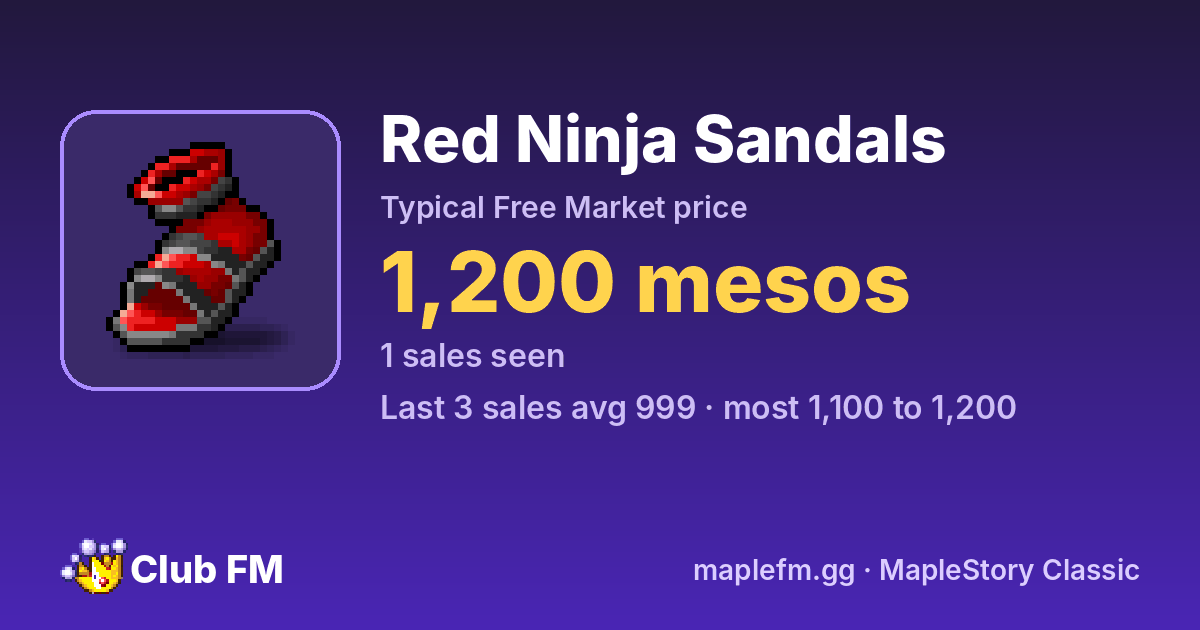 Red Ninja Sandals
Typical Free Market price
1,200 mesos
1 sales seen
Last 3 sales avg 999 · most 1,100 to 1,200
Club FM
maplefm.gg · MapleStory Classic